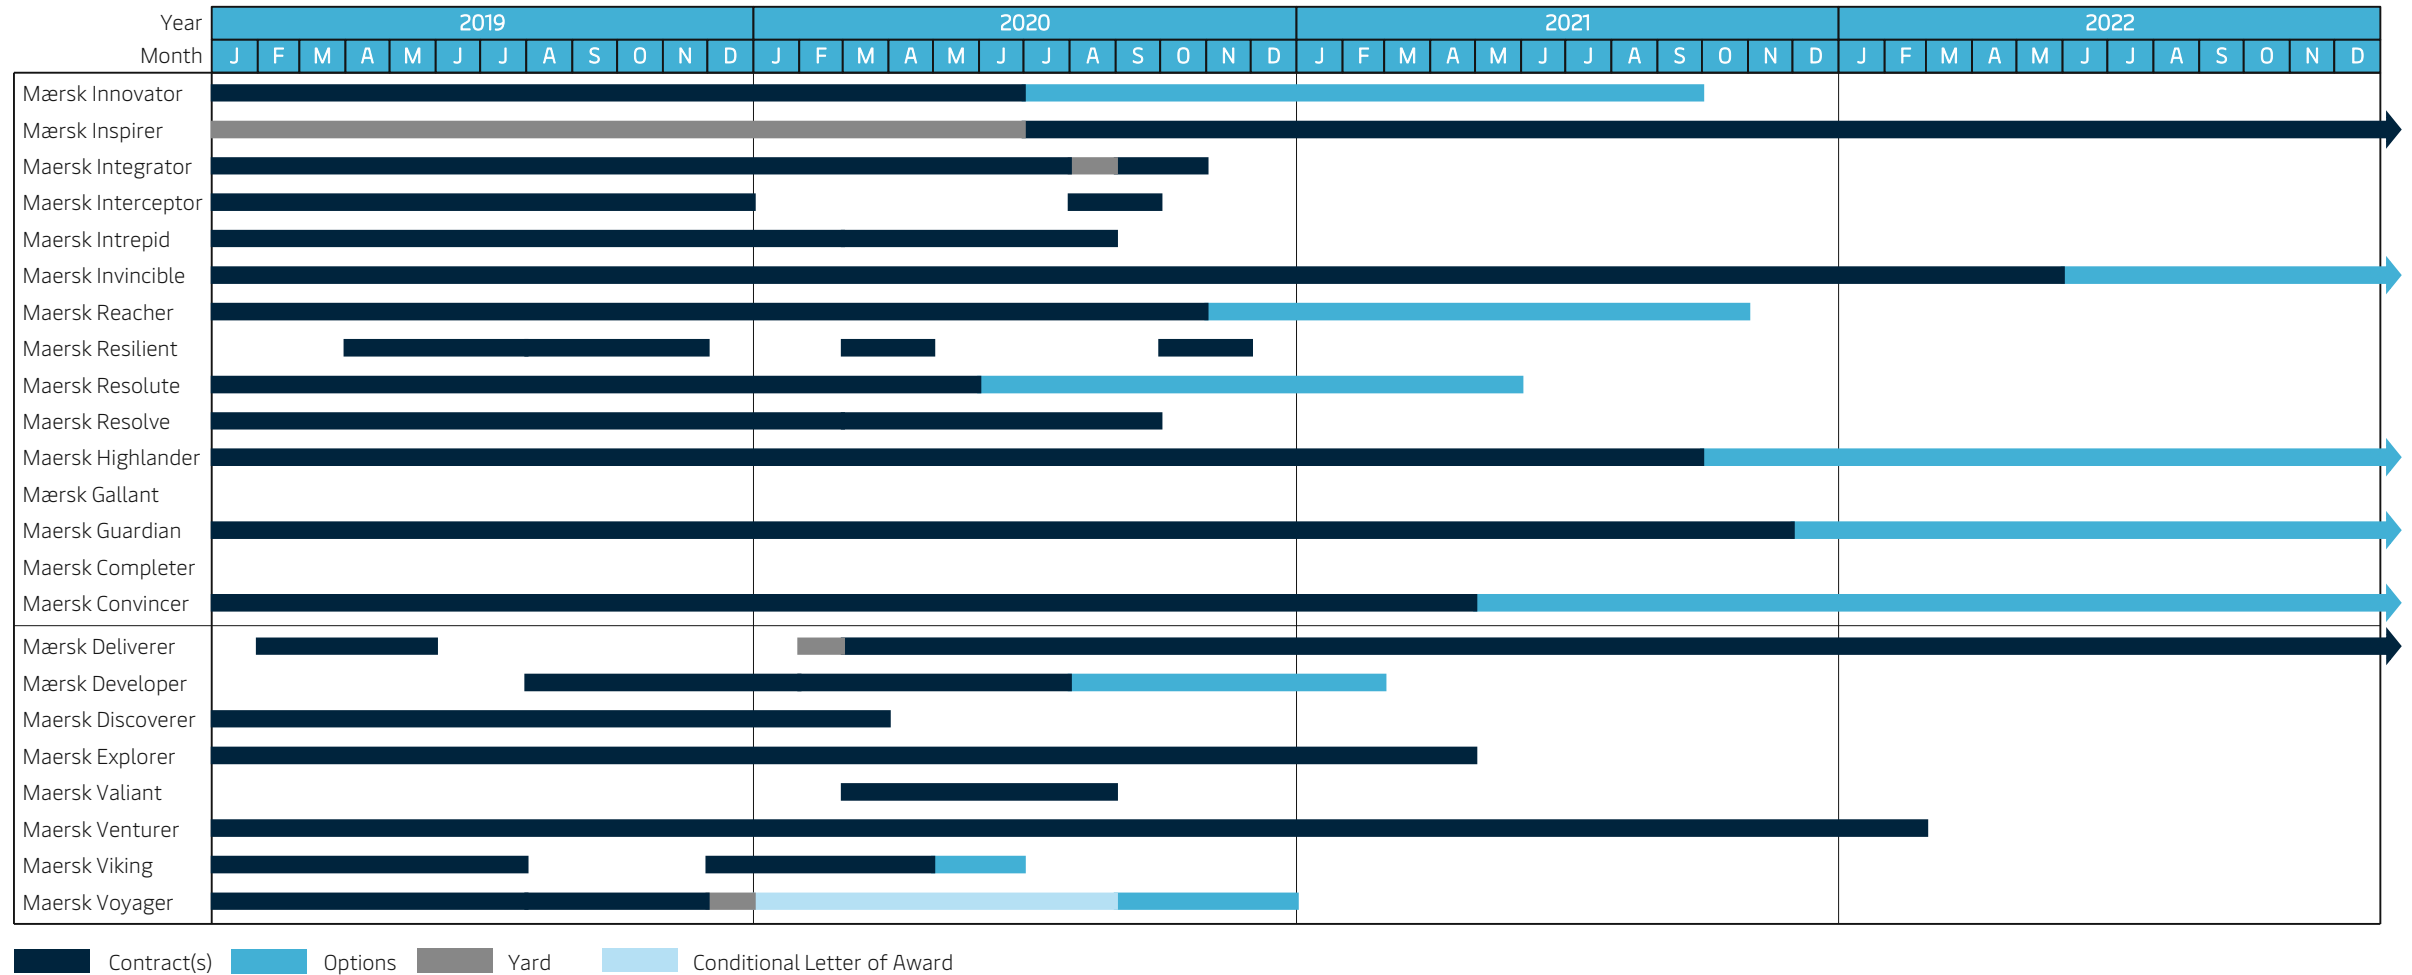 Year 2019 2020 2021 2022
Month J F M A M J J A S O N D J F M A M J J A S O N D J F M A M J J A S O N D J F M A M J J A S O N D
Mærsk Innovator
Mærsk Inspirer
Maersk Integrator
Maersk Interceptor
Maersk Intrepid
Maersk Invincible
Maersk Reacher
Maersk Resilient
Maersk Resolute
Maersk Resolve
Maersk Highlander
Mærsk Gallant
Maersk Guardian
Maersk Completer
Maersk Convincer
Mærsk Deliverer
Mærsk Developer
Maersk Discoverer
Maersk Explorer
Maersk Valiant
Maersk Venturer
Maersk Viking
Maersk Voyager
Contract(s) Options Yard Conditional Letter of Award